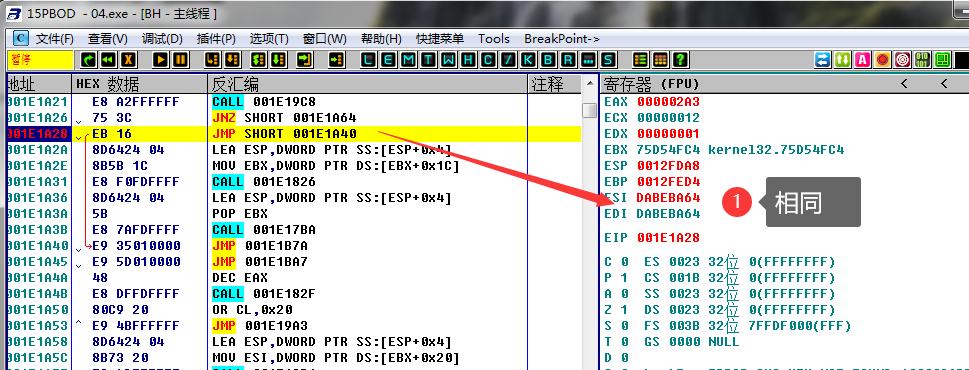 15PBOD - 04.exe - [BH - 主线程 ]
C 文件(F) 查看(V) 调试(D) 插件(P) 选项(T) 窗口(W) 帮助(H) 快捷菜单 Tools BreakPoint->
暂停 L E M T W H C / K B R ... S
地址 HEX 数据 反汇编 注释 寄存器 (FPU) < <
001E1A21 E8 A2FFFFFF CALL 001E19C8
001E1A26 75 3C JNZ SHORT 001E1A64
001E1A28 EB 16 JMP SHORT 001E1A40
001E1A2A 8D6424 04 LEA ESP,DWORD PTR SS:[ESP+0x4]
001E1A2E 8B5B 1C MOV EBX,DWORD PTR DS:[EBX+0x1C]
001E1A31 E8 F0FDFFFF CALL 001E1826
001E1A36 8D6424 04 LEA ESP,DWORD PTR SS:[ESP+0x4]
001E1A3A 5B POP EBX
001E1A3B E8 7AFDFFFF CALL 001E17BA
001E1A40 E9 35010000 JMP 001E1B7A
001E1A45 E9 5D010000 JMP 001E1BA7
001E1A4A 48 DEC EAX
001E1A4B E8 DFFDFFFF CALL 001E182F
001E1A50 80C9 20 OR CL,0x20
001E1A53 ^ E9 4BFFFFFF JMP 001E19A3
001E1A58 8D6424 04 LEA ESP,DWORD PTR SS:[ESP+0x4]
001E1A5C 8B73 20 MOV ESI,DWORD PTR DS:[EBX+0x20]
EAX 000002A3
ECX 00000012
EDX 00000001
EBX 75D54FC4 kernel32.75D54FC4
ESP 0012FDA8
EBP 0012FED4
ESI DABEBA64
EDI DABEBA64
1 相同
EIP 001E1A28
C 0 ES 0023 32位 0(FFFFFFFF)
P 1 CS 001B 32位 0(FFFFFFFF)
A 0 SS 0023 32位 0(FFFFFFFF)
Z 1 DS 0023 32位 0(FFFFFFFF)
S 0 FS 003B 32位 7FFDF000(FFF)
T 0 GS 0000 NULL
D 0